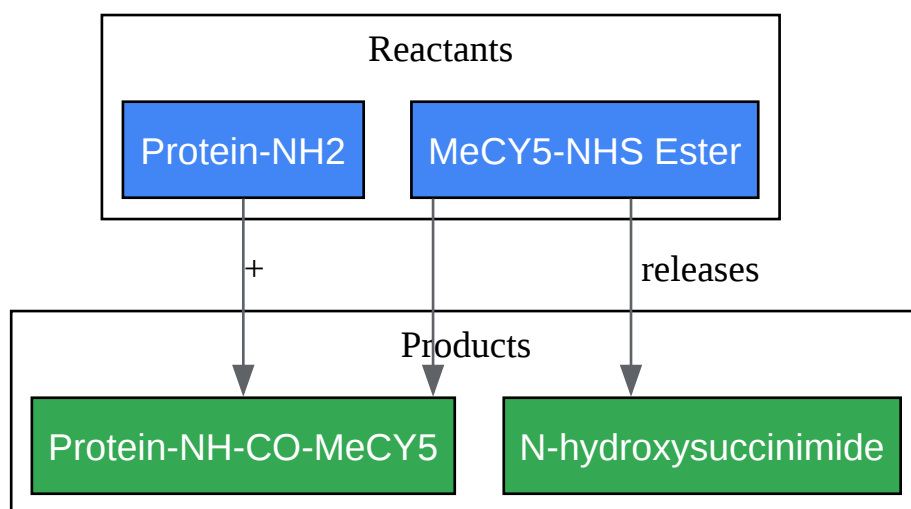 Reactants
Protein-NH2
MeCY5-NHS Ester
+
releases
Products
Protein-NH-CO-MeCY5
N-hydroxysuccinimide